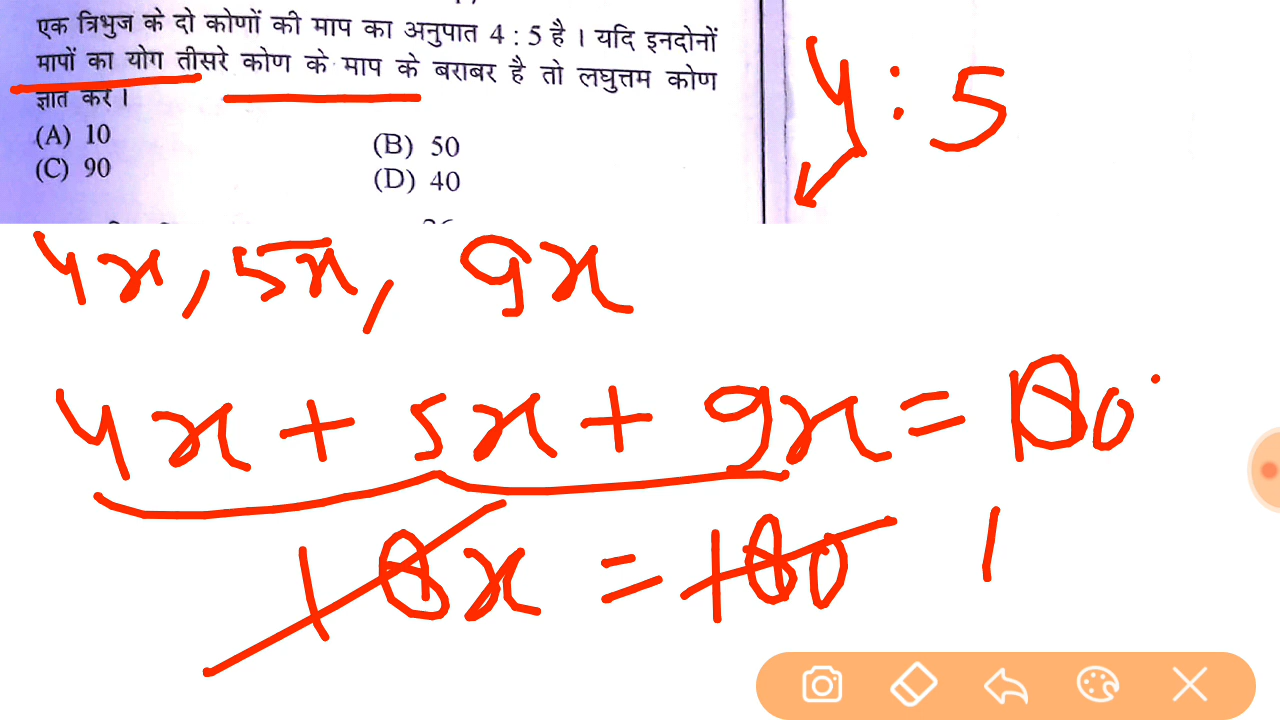 एक त्रिभुज के दो कोणों की माप का अनुपात 4 : 5 है । यदि इनदोनों
मापों का योग तीसरे कोण के माप के बराबर है तो लघुत्तम कोण
ज्ञात करें ।
(A) 10
(B) 50
(C) 90
(D) 40
4 : 5
4x, 5x, 9x
4x + 5x + 9x = 180
18x = 180 1